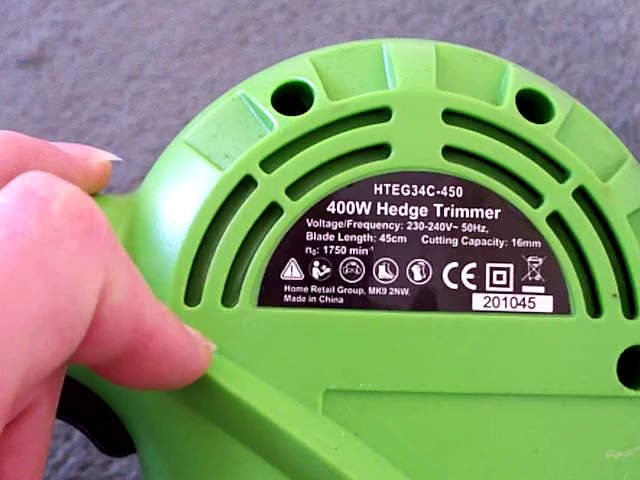 HTEG34C-450
400W Hedge Trimmer
Voltage/Frequency: 230-240V~ 50Hz,
Blade Length: 45cm Cutting Capacity: 16mm
n₀: 1750 min⁻¹
CE
Home Retail Group, MK9 2NW.
Made in China
201045